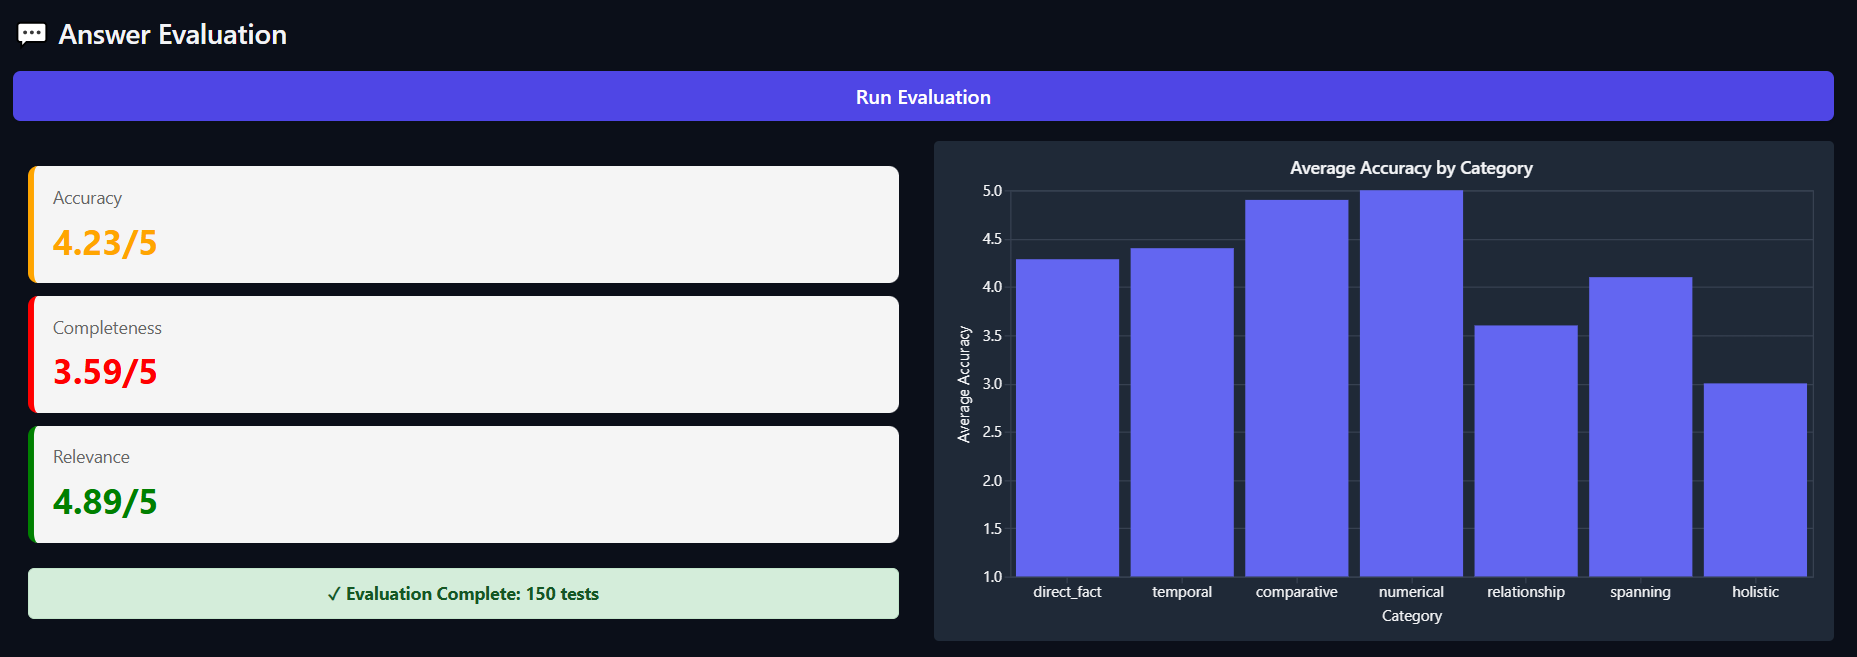 💬 Answer Evaluation
Run Evaluation
Accuracy
4.23/5
Completeness
3.59/5
Relevance
4.89/5
✓ Evaluation Complete: 150 tests
Average Accuracy by Category
5.0
4.5
4.0
3.5
3.0
2.5
2.0
1.5
1.0
Average Accuracy
direct_fact temporal comparative numerical relationship spanning holistic
Category